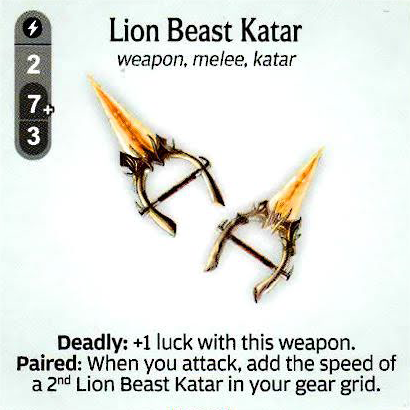 Lion Beast Katar
weapon, melee, katar
2
7+
3
Deadly: +1 luck with this weapon.
Paired: When you attack, add the speed of
a 2nd Lion Beast Katar in your gear grid.